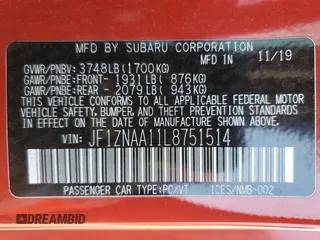 MFD BY SUBARU CORPORATION
11/19
GVWR/PNBV: 3748LB(1700KG)
GAWR/PNBE:FRONT- 1931LB( 876KG)
GAWR/PNBE:REAR- 2079LB( 943KG)
THIS VEHICLE CONFORMS TO ALL APPLICABLE
FEDERAL MOTOR VEHICLE SAFETY, BUMPER, AND
THEFT PREVENTION STANDARDS IN EFFECT ON THE DATE
OF MANUFACTURE SHOWN ABOVE.
VIN: JF1ZNAA11L8751514
PASSENGER CAR TYPE:PC/VT
ICES/NMB-002
DREAMBID